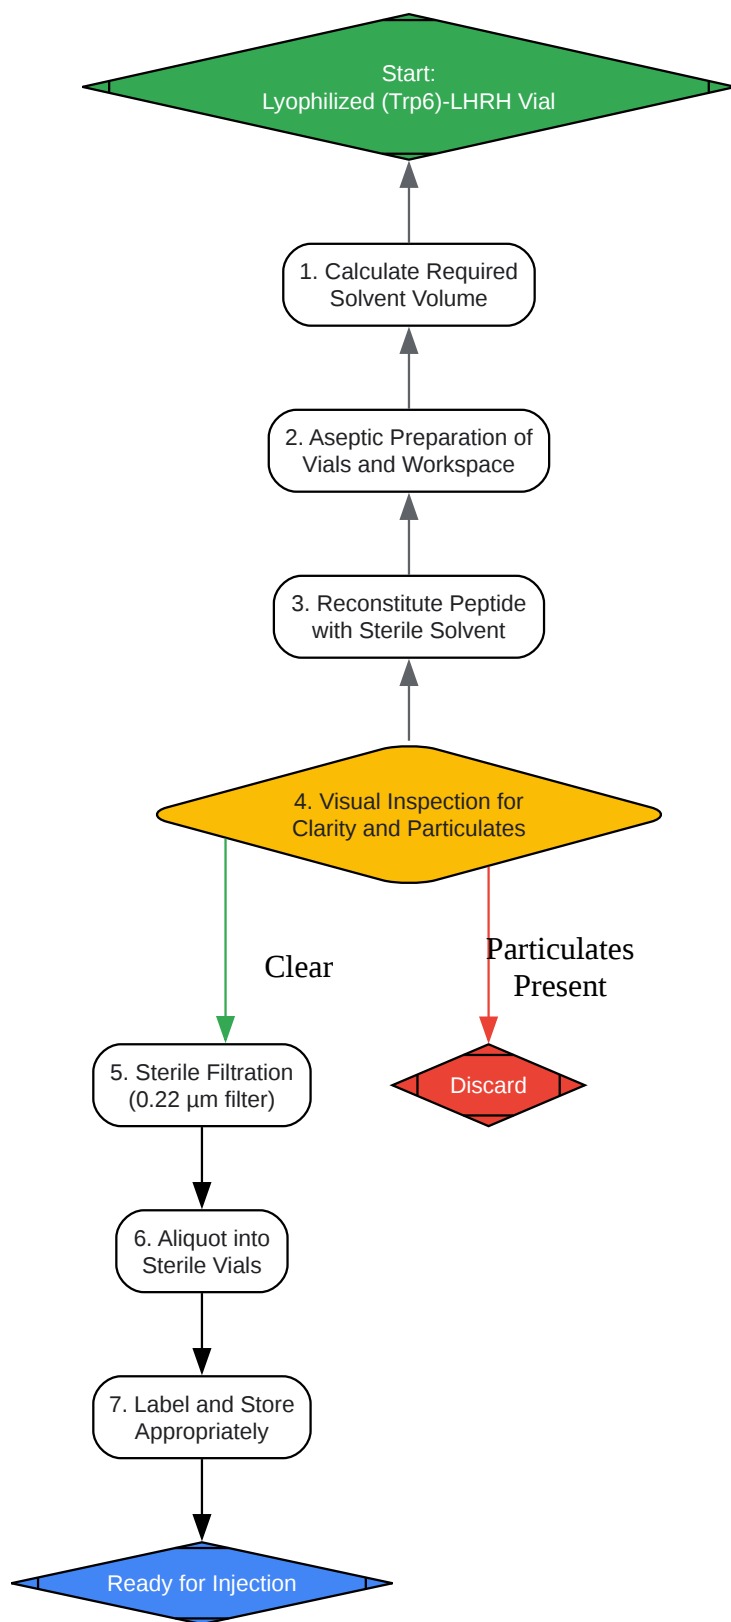 Start:
Lyophilized (Trp6)-LHRH Vial
1. Calculate Required
Solvent Volume
2. Aseptic Preparation of
Vials and Workspace
3. Reconstitute Peptide
with Sterile Solvent
4. Visual Inspection for
Clarity and Particulates
Clear
Particulates
Present
5. Sterile Filtration
(0.22 µm filter)
Discard
6. Aliquot into
Sterile Vials
7. Label and Store
Appropriately
Ready for Injection